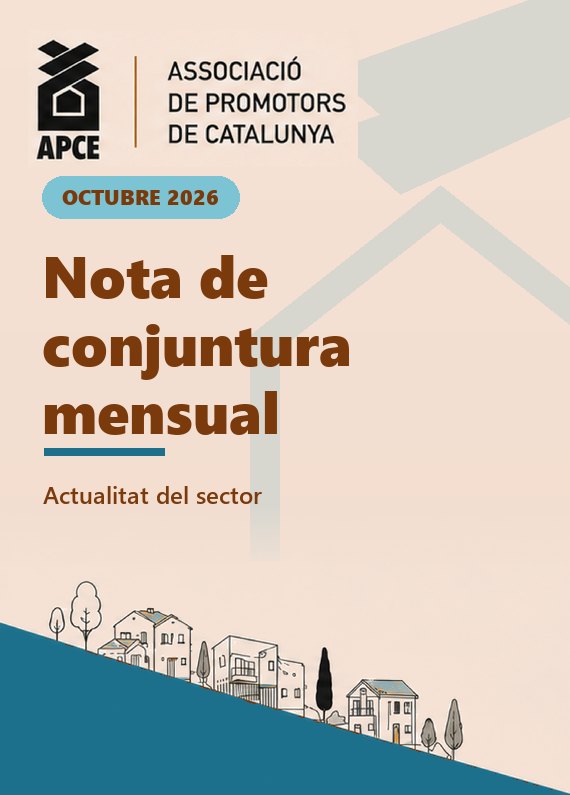 APCE
ASSOCIACIÓ
DE PROMOTORS
DE CATALUNYA
OCTUBRE 2026
Nota de
conjuntura
mensual
Actualitat del sector